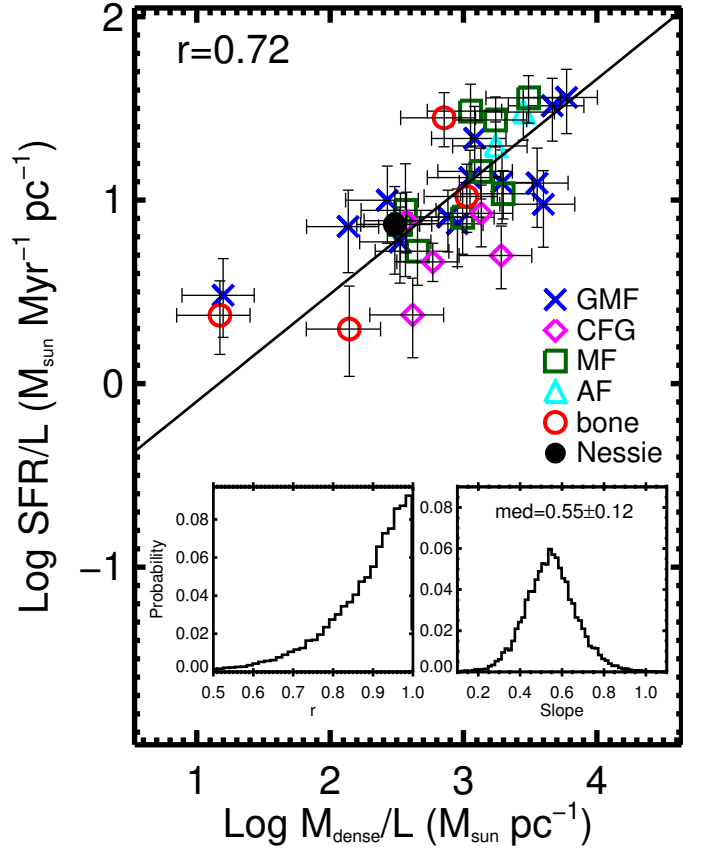 r=0.72
2
1
0
−1
Log SFR/L (M_sun Myr⁻¹ pc⁻¹)
GMF
CFG
MF
AF
bone
Nessie
Probability
0.08
0.06
0.04
0.02
0.00
0.5 0.6 0.7 0.8 0.9 1.0
r
med=0.55±0.12
0.08
0.06
0.04
0.02
0.00
0.2 0.4 0.6 0.8 1.0
Slope
1 2 3 4
Log M_dense/L (M_sun pc⁻¹)